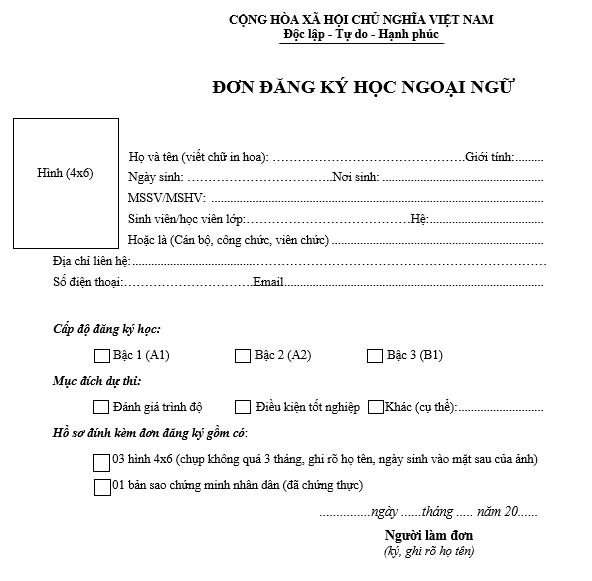 CỘNG HÒA XÃ HỘI CHỦ NGHĨA VIỆT NAM
Độc lập - Tự do - Hạnh phúc
ĐƠN ĐĂNG KÝ HỌC NGOẠI NGỮ
Hình (4x6)
Họ và tên (viết chữ in hoa): ……………………………………….Giới tính:.........
Ngày sinh: ……………………………Nơi sinh: ..................................................
MSSV/MSHV: ........................................................................................................
Sinh viên/học viên lớp:…………………………………Hệ:...................................
Hoặc là (Cán bộ, công chức, viên chức) .................................................................
Địa chỉ liên hệ:........................................................................................................
Số điện thoại:…………………………Email................................................................................
Cấp độ đăng ký học:
Bậc 1 (A1) Bậc 2 (A2) Bậc 3 (B1)
Mục đích dự thi:
Đánh giá trình độ Điều kiện tốt nghiệp Khác (cụ thể):..........................
Hồ sơ đính kèm đơn đăng ký gồm có:
03 hình 4x6 (chụp không quá 3 tháng, ghi rõ họ tên, ngày sinh vào mặt sau của ảnh)
01 bản sao chứng minh nhân dân (đã chứng thực)
................ngày ......tháng ..... năm 20......
Người làm đơn
(ký, ghi rõ họ tên)